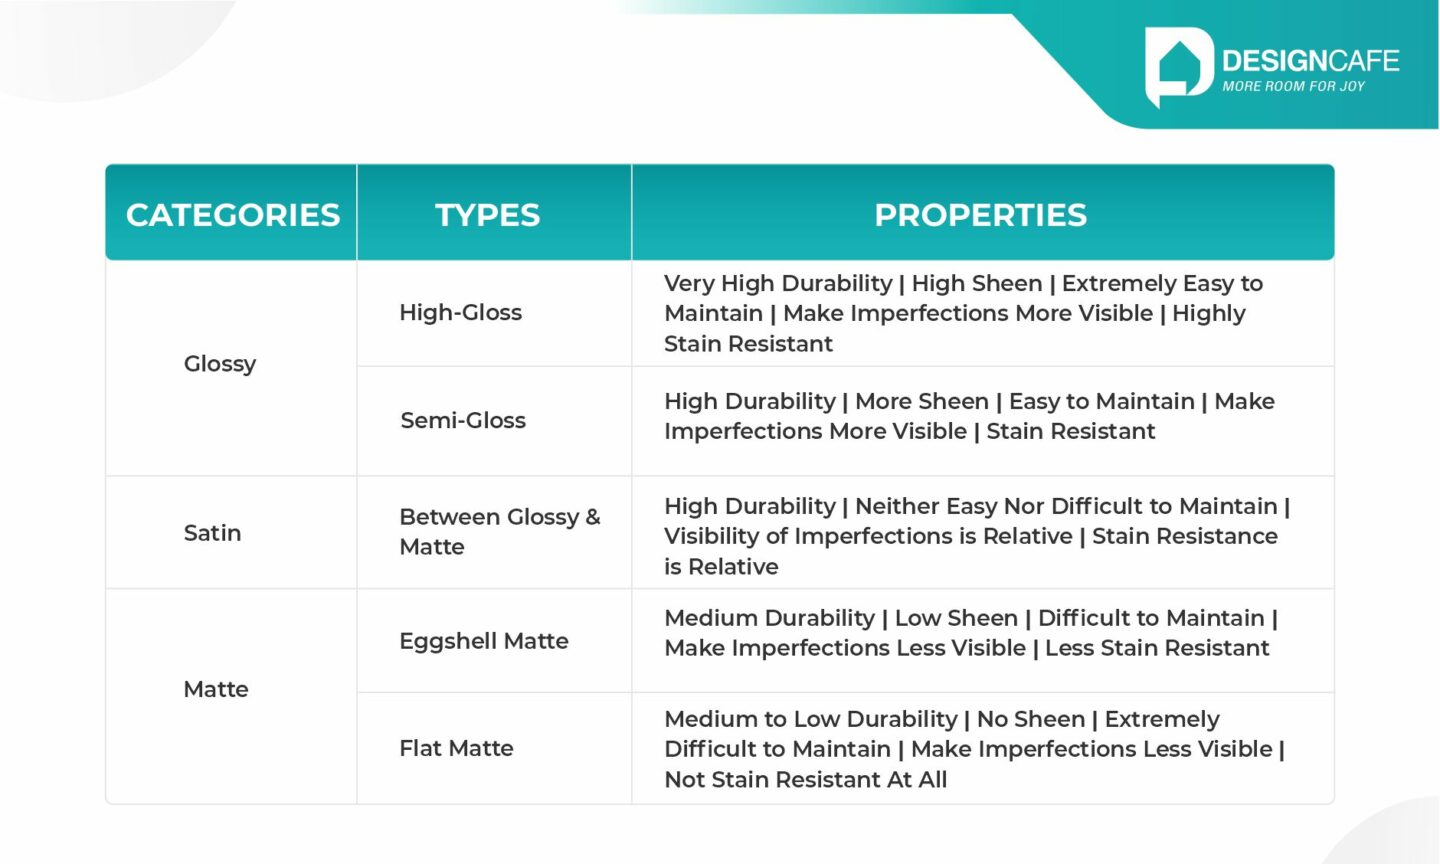 DESIGNCAFE
MORE ROOM FOR JOY
CATEGORIES
TYPES
PROPERTIES
Glossy
High-Gloss
Very High Durability | High Sheen | Extremely Easy to
Maintain | Make Imperfections More Visible | Highly
Stain Resistant
Semi-Gloss
High Durability | More Sheen | Easy to Maintain | Make
Imperfections More Visible | Stain Resistant
Satin
Between Glossy &
Matte
High Durability | Neither Easy Nor Difficult to Maintain |
Visibility of Imperfections is Relative | Stain Resistance
is Relative
Matte
Eggshell Matte
Medium Durability | Low Sheen | Difficult to Maintain |
Make Imperfections Less Visible | Less Stain Resistant
Flat Matte
Medium to Low Durability | No Sheen | Extremely
Difficult to Maintain | Make Imperfections Less Visible |
Not Stain Resistant At All